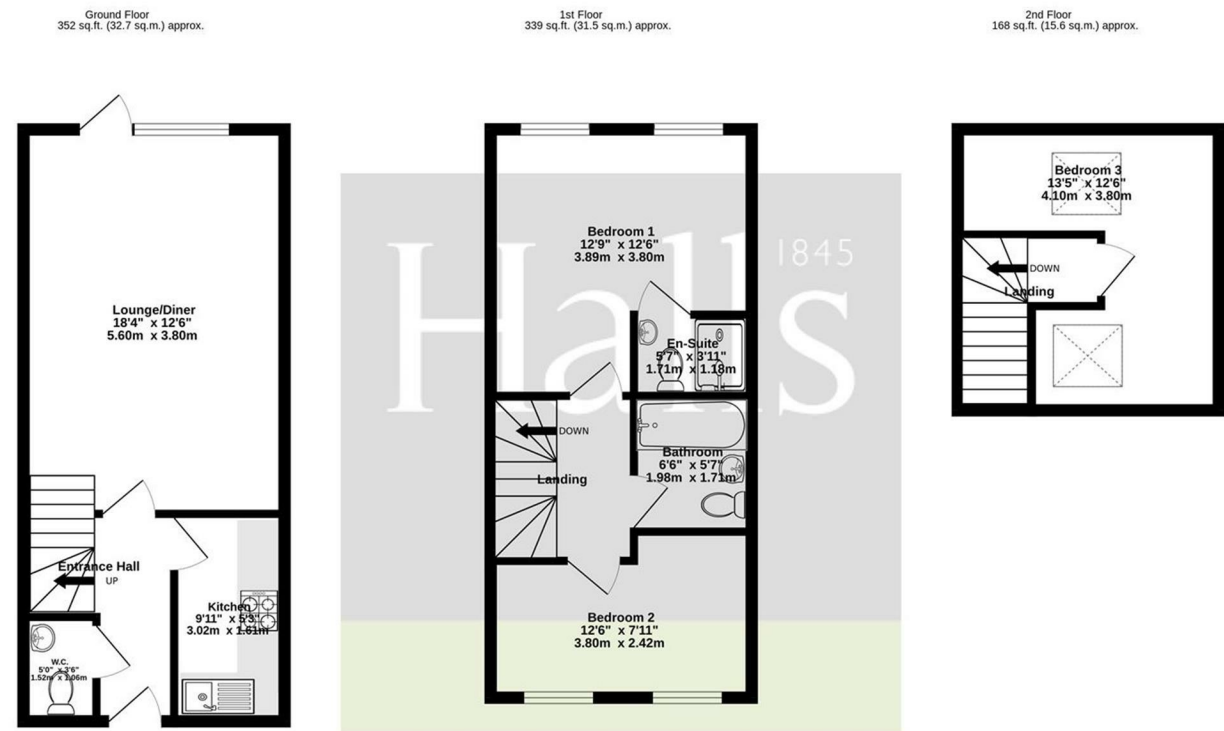 Ground Floor
352 sq.ft. (32.7 sq.m.) approx.
Lounge/Diner
18'4" x 12'6"
5.60m x 3.80m
Entrance Hall
UP
Kitchen
9'11" x 5'3"
3.02m x 1.61m
W.C.
5'0" x 3'6"
1.52m x 1.06m
1st Floor
339 sq.ft. (31.5 sq.m.) approx.
Halls
1845
Bedroom 1
12'9" x 12'6"
3.89m x 3.80m
En-Suite
5'7" x 3'11"
1.71m x 1.18m
DOWN
Landing
Bathroom
6'6" x 5'7"
1.98m x 1.71m
Bedroom 2
12'6" x 7'11"
3.80m x 2.42m
2nd Floor
168 sq.ft. (15.6 sq.m.) approx.
Bedroom 3
13'5" x 12'6"
4.10m x 3.80m
DOWN
Landing